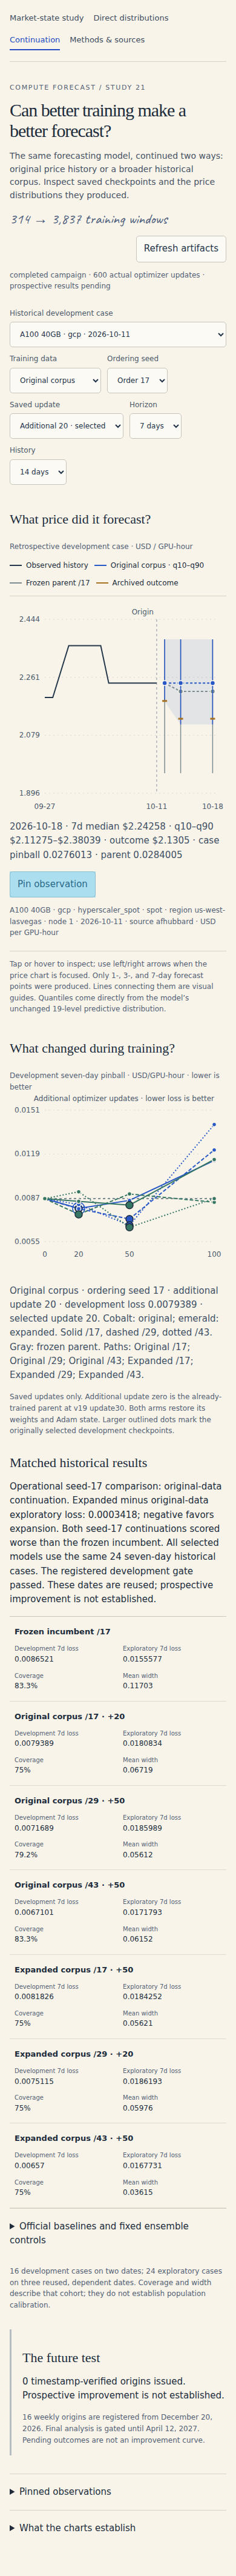 Market-state study Direct distributions
Continuation Methods & sources
COMPUTE FORECAST / STUDY 21
Can better training make a
better forecast?
The same forecasting model, continued two ways:
original price history or a broader historical
corpus. Inspect saved checkpoints and the price
distributions they produced.
314 → 3,837 training windows
Refresh artifacts
completed campaign · 600 actual optimizer updates ·
prospective results pending
Historical development case
A100 40GB · gcp · 2026-10-11
Training data Ordering seed
Original corpus Order 17
Saved update Horizon
Additional 20 · selected 7 days
History
14 days
What price did it forecast?
Retrospective development case · USD / GPU-hour
Observed history Original corpus · q10–q90
Frozen parent /17 Archived outcome
Origin
2.444
2.261
2.079
1.896
09-27 10-11 10-18
2026-10-18 · 7d median $2.24258 · q10–q90
$2.11275–$2.38039 · outcome $2.1305 · case
pinball 0.0276013 · parent 0.0284005
Pin observation
A100 40GB · gcp · hyperscaler_spot · spot · region us-west-
lasvegas · node 1 · 2026-10-11 · source afhubbard · USD
per GPU-hour
Tap or hover to inspect; use left/right arrows when the
price chart is focused. Only 1-, 3-, and 7-day forecast
points were produced. Lines connecting them are visual
guides. Quantiles come directly from the model's
unchanged 19-level predictive distribution.
What changed during training?
Development seven-day pinball · USD/GPU-hour · lower is
better
Additional optimizer updates · lower loss is better
0.0151
0.0119
0.0087
0.0055
0 20 50 100
Original corpus · ordering seed 17 · additional
update 20 · development loss 0.0079389 ·
selected update 20. Cobalt: original; emerald:
expanded. Solid /17, dashed /29, dotted /43.
Gray: frozen parent. Paths: Original /17;
Original /29; Original /43; Expanded /17;
Expanded /29; Expanded /43.
Saved updates only. Additional update zero is the already-
trained parent at v19 update30. Both arms restore its
weights and Adam state. Larger outlined dots mark the
originally selected development checkpoints.
Matched historical results
Operational seed-17 comparison: original-data
continuation. Expanded minus original-data
exploratory loss: 0.0003418; negative favors
expansion. Both seed-17 continuations scored
worse than the frozen incumbent. All selected
models use the same 24 seven-day historical
cases. The registered development gate
passed. These dates are reused; prospective
improvement is not established.
Frozen incumbent /17
Development 7d loss Exploratory 7d loss
0.0086521 0.0155577
Coverage Mean width
83.3% 0.11703
Original corpus /17 · +20
Development 7d loss Exploratory 7d loss
0.0079389 0.0180834
Coverage Mean width
75% 0.06719
Original corpus /29 · +50
Development 7d loss Exploratory 7d loss
0.0071689 0.0185989
Coverage Mean width
79.2% 0.05612
Original corpus /43 · +50
Development 7d loss Exploratory 7d loss
0.0067101 0.0171793
Coverage Mean width
83.3% 0.06152
Expanded corpus /17 · +50
Development 7d loss Exploratory 7d loss
0.0081826 0.0184252
Coverage Mean width
75% 0.05621
Expanded corpus /29 · +20
Development 7d loss Exploratory 7d loss
0.0075115 0.0186193
Coverage Mean width
75% 0.05976
Expanded corpus /43 · +50
Development 7d loss Exploratory 7d loss
0.00657 0.0167731
Coverage Mean width
75% 0.03615
Official baselines and fixed ensemble
controls
16 development cases on two dates; 24 exploratory cases
on three reused, dependent dates. Coverage and width
describe that cohort; they do not establish population
calibration.
The future test
0 timestamp-verified origins issued.
Prospective improvement is not established.
16 weekly origins are registered from December 20,
2026. Final analysis is gated until April 12, 2027.
Pending outcomes are not an improvement curve.
Pinned observations
What the charts establish